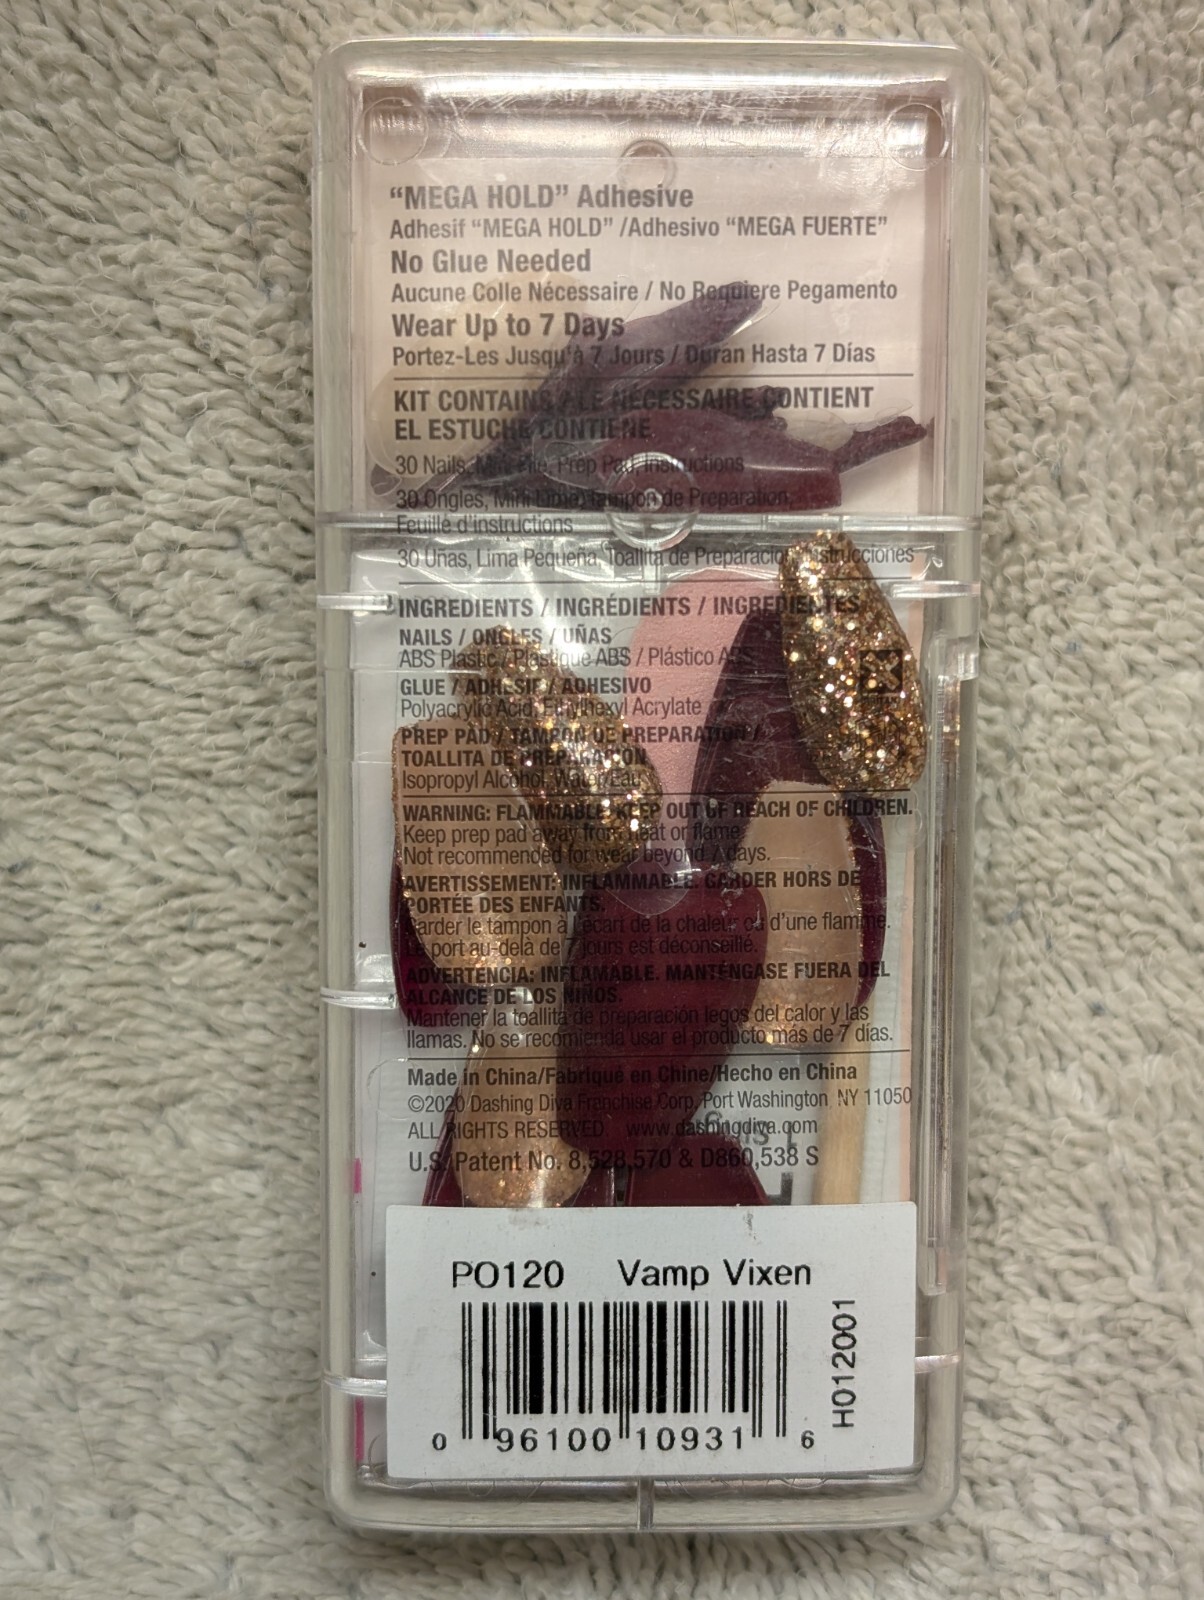 “MEGA HOLD” Adhesive
Adhesif “MEGA HOLD” /Adhesivo “MEGA FUERTE”
No Glue Needed
Aucune Colle Nécessaire / No Requiere Pegamento
Wear Up to 7 Days
Portez-Les Jusqu'à 7 Jours / Duran Hasta 7 Días
KIT CONTAINS / LE NÉCESSAIRE CONTIENT
EL ESTUCHE CONTIENE
30 Nails, Mini File, Prep Pad, Instructions
30 Ongles, Mini Lime, Tampon de Preparation,
Feuille d'instructions
30 Uñas, Lima Pequeña, Toallita de Preparacion, Instrucciones
INGREDIENTS / INGRÉDIENTS / INGREDIENTES
NAILS / ONGLES / UÑAS
ABS Plastic / Plastique ABS / Plástico ABS
GLUE / ADHÉSIF / ADHESIVO
Polyacrylic Acid, Ethylhexyl Acrylate
PREP PAD / TAMPON DE PREPARATION /
TOALLITA DE PREPARACION
Isopropyl Alcohol, Water/Eau
WARNING: FLAMMABLE. KEEP OUT OF REACH OF CHILDREN.
Keep prep pad away from heat or flame.
Not recommended for wear beyond 7 days.
AVERTISSEMENT: INFLAMMABLE. GARDER HORS DE
PORTÉE DES ENFANTS.
Garder le tampon à l'écart de la chaleur ou d'une flamme.
Le port au-delà de 7 jours est déconseillé.
ADVERTENCIA: INFLAMABLE. MANTÉNGASE FUERA DEL
ALCANCE DE LOS NIÑOS.
Mantener la toallita de preparación legos del calor y las
llamas. No se recomienda usar el producto más de 7 días.
Made in China/Fabriqué en Chine/Hecho en China
©2020 Dashing Diva Franchise Corp. Port Washington, NY 11050
ALL RIGHTS RESERVED. www.dashingdiva.com
U.S. Patent No. 8,528,570 & D860,538 S
PO120 Vamp Vixen
H012001
0 96100 10931 6